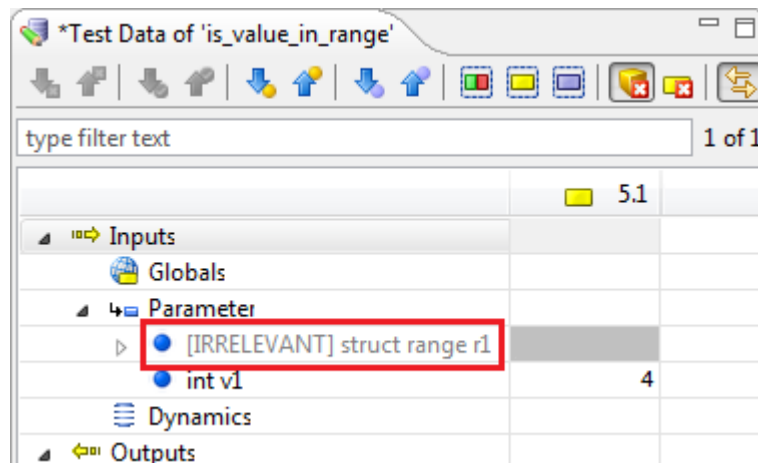 *Test Data of 'is_value_in_range'
type filter text
1 of 1
5.1
Inputs
Globals
Parameter
[IRRELEVANT] struct range r1
int v1 4
Dynamics
Outputs